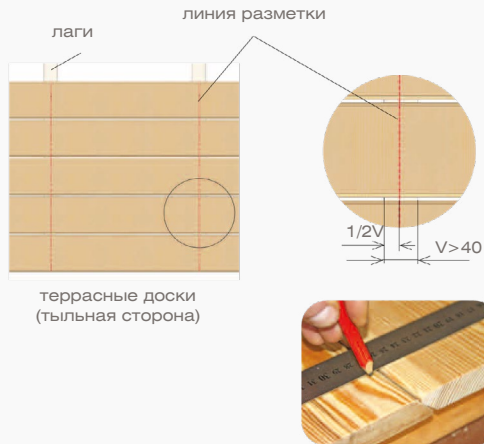 линия разметки
лаги
1/2V
V>40
террасные доски
(тыльная сторона)